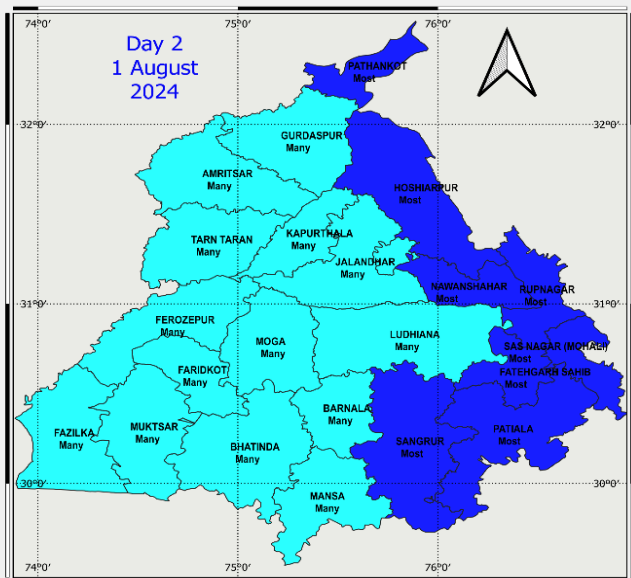 74°0'
75°0'
76°0'
Day 2
1 August
2024
PATHANKOT
Most
32°0'
32°0'
GURDASPUR
Many
AMRITSAR
Many
HOSHIARPUR
Most
TARN TARAN
Many
KAPURTHALA
Many
JALANDHAR
Many
NAWANSHAHAR
Most
RUPNAGAR
Most
31°0'
31°0'
FEROZEPUR
Many
MOGA
Many
LUDHIANA
Many
SAS NAGAR (MOHALI)
Most
FARIDKOT
Many
FATEHGARH SAHIB
Most
BARNALA
Many
FAZILKA
Many
MUKTSAR
Many
BHATINDA
Many
SANGRUR
Most
PATIALA
Most
30°0'
30°0'
MANSA
Many
74°0'
75°0'
76°0'